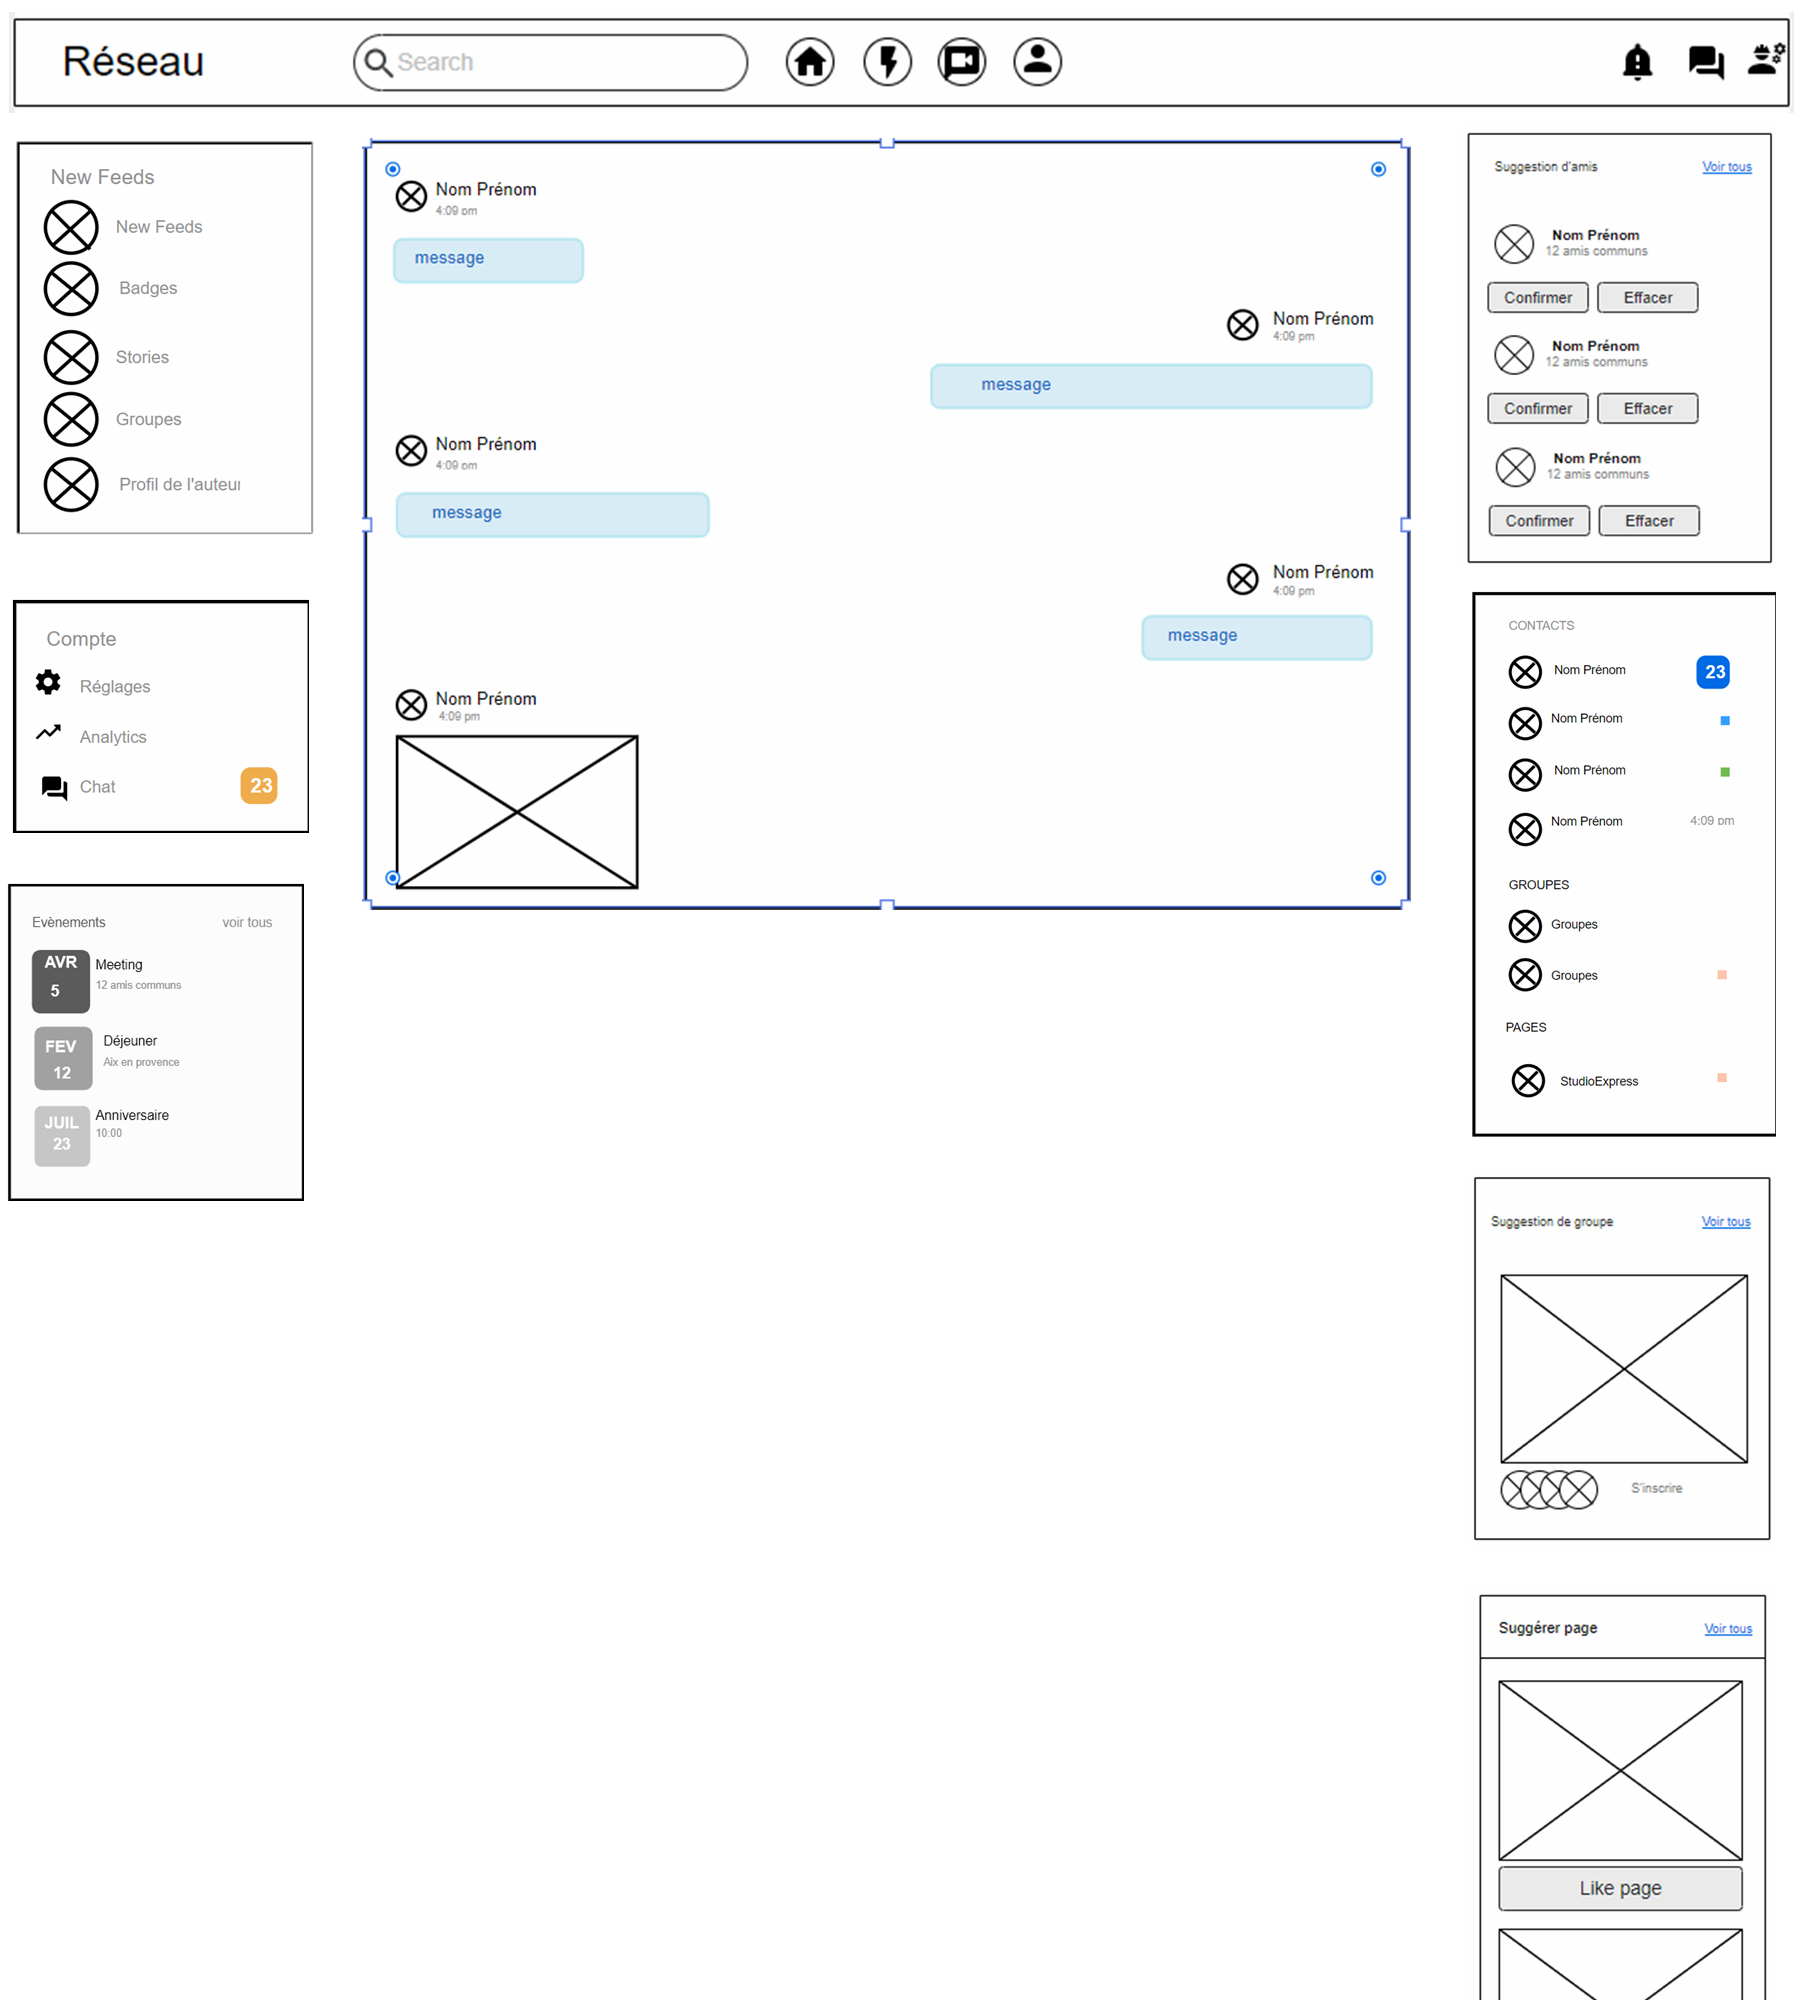 Réseau
Search
New Feeds
New Feeds
Badges
Stories
Groupes
Profil de l'auteur
Compte
Réglages
Analytics
Chat
23
Evènements
voir tous
AVR
5
Meeting
12 amis communs
FEV
12
Déjeuner
Aix en provence
JUIL
23
Anniversaire
10:00
Nom Prénom
4:09 pm
message
Nom Prénom
4:09 pm
message
Nom Prénom
4:09 pm
message
Nom Prénom
4:09 pm
message
Nom Prénom
4:09 pm
Suggestion d'amis
Voir tous
Nom Prénom
12 amis communs
Confirmer
Effacer
Nom Prénom
12 amis communs
Confirmer
Effacer
Nom Prénom
12 amis communs
Confirmer
Effacer
CONTACTS
Nom Prénom
23
Nom Prénom
Nom Prénom
Nom Prénom
4:09 pm
GROUPES
Groupes
Groupes
PAGES
StudioExpress
Suggestion de groupe
Voir tous
S'inscrire
Suggérer page
Voir tous
Like page